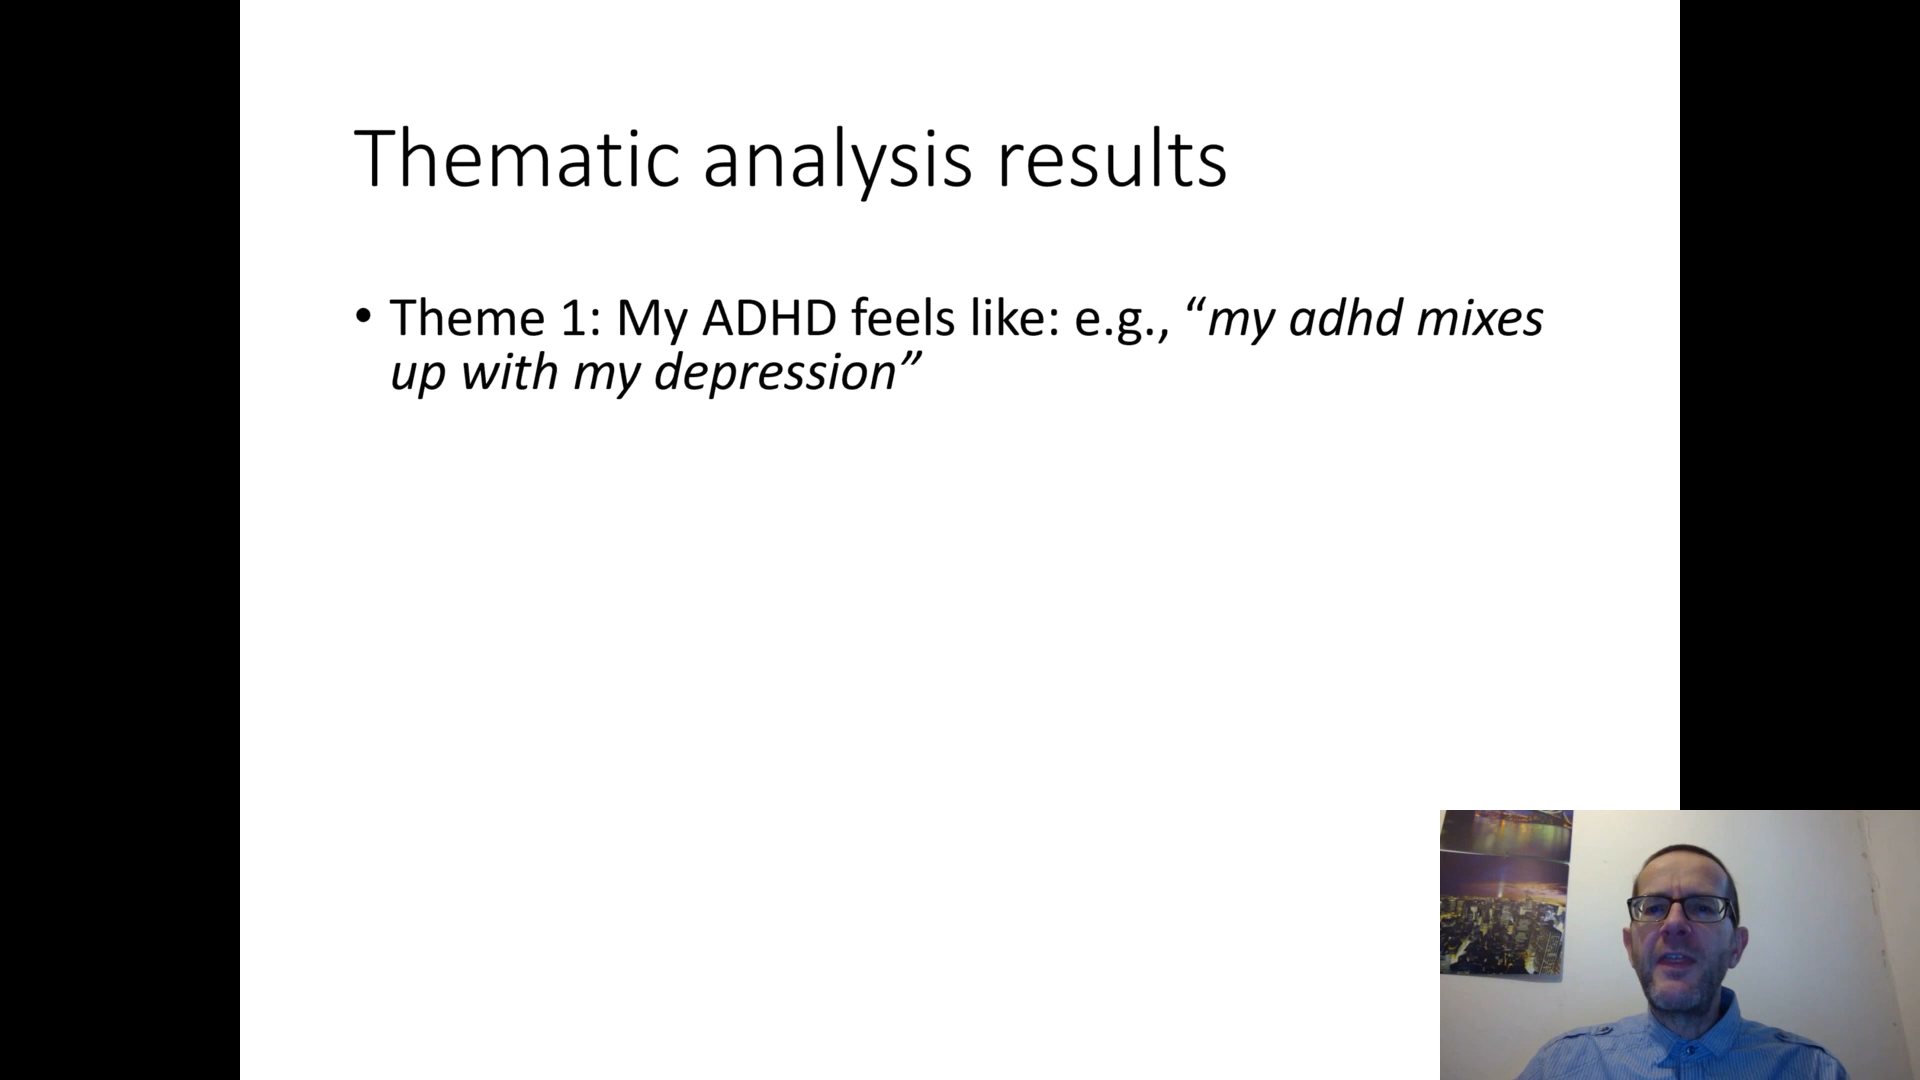 Thematic analysis results
• Theme 1: My ADHD feels like: e.g., “my adhd mixes
up with my depression”